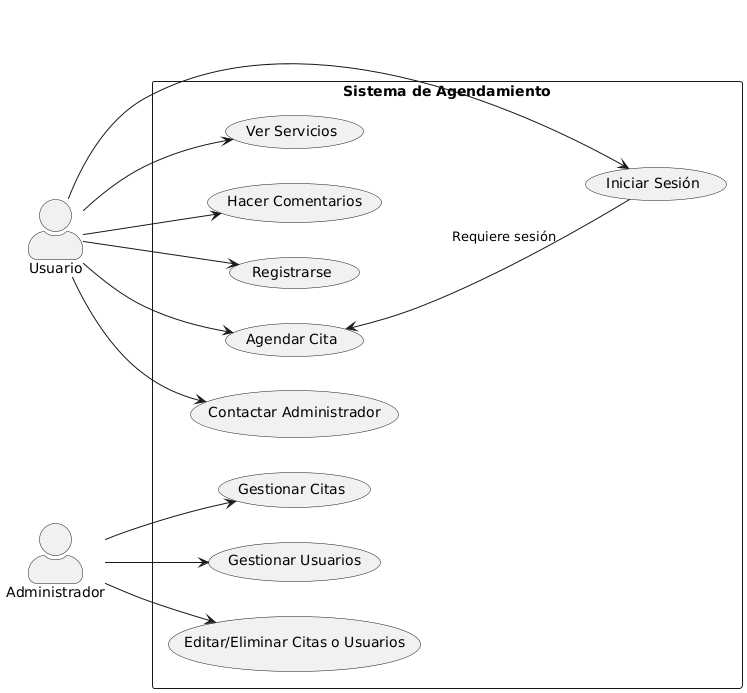 Sistema de Agendamiento
Ver Servicios
Iniciar Sesión
Hacer Comentarios
Requiere sesión
Usuario
Registrarse
Agendar Cita
Contactar Administrador
Gestionar Citas
Gestionar Usuarios
Administrador
Editar/Eliminar Citas o Usuarios